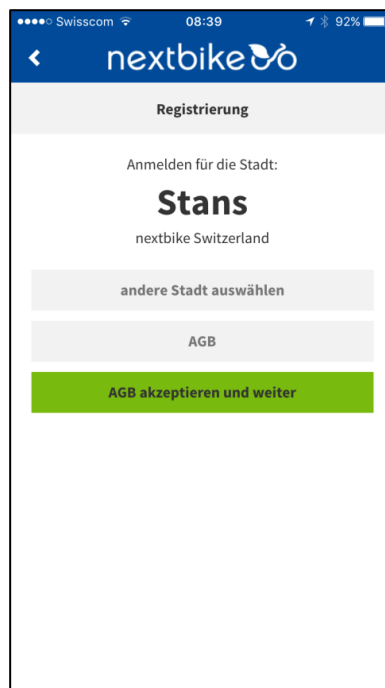 Swisscom 08:39 92%
nextbike
Registrierung
Anmelden für die Stadt:
Stans
nextbike Switzerland
andere Stadt auswählen
AGB
AGB akzeptieren und weiter